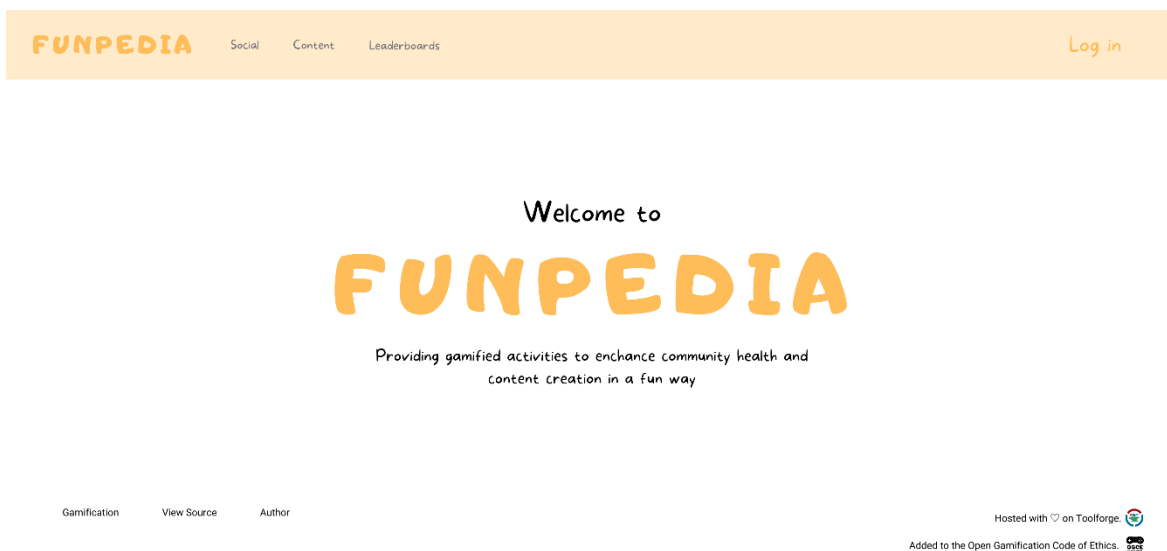 FUNPEDIA Social Content Leaderboards Log in
Welcome to
FUNPEDIA
Providing gamified activities to enchance community health and
content creation in a fun way
Gamification View Source Author
Hosted with ♡ on Toolforge.
Added to the Open Gamification Code of Ethics. OGCE